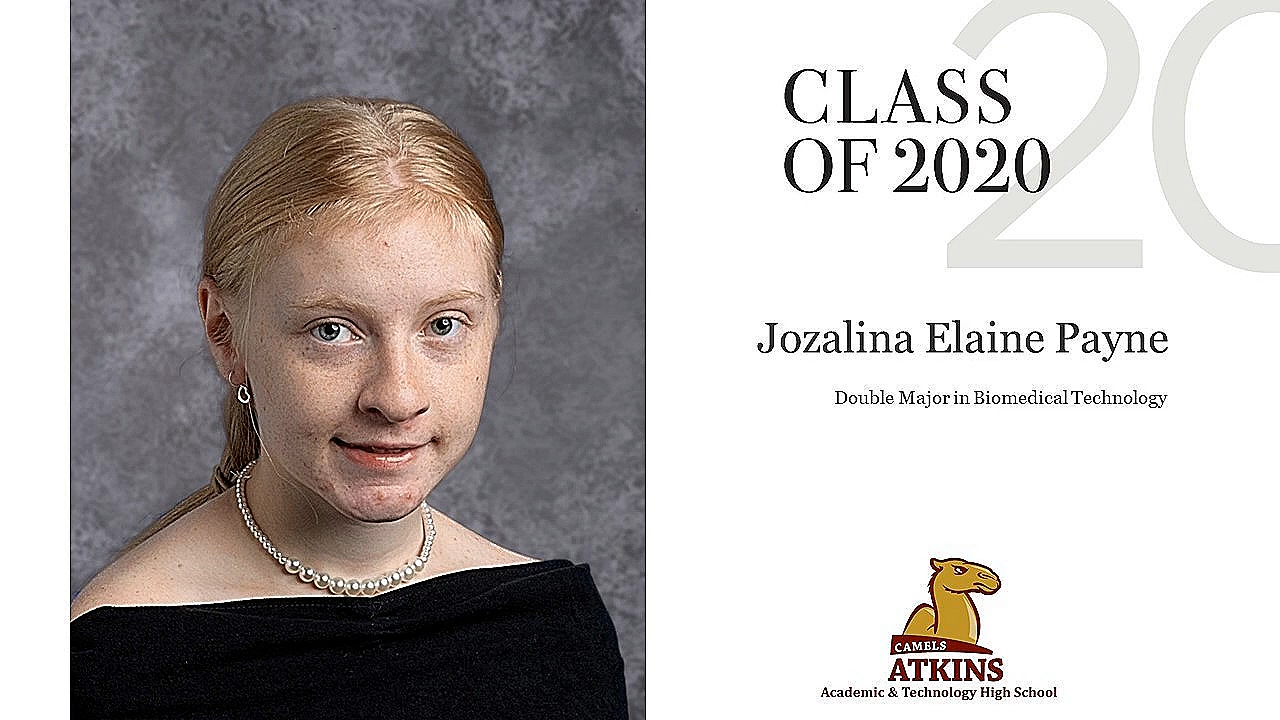 20
CLASS
OF 2020
Jozalina Elaine Payne
Double Major in Biomedical Technology
CAMELS
ATKINS
Academic & Technology High School